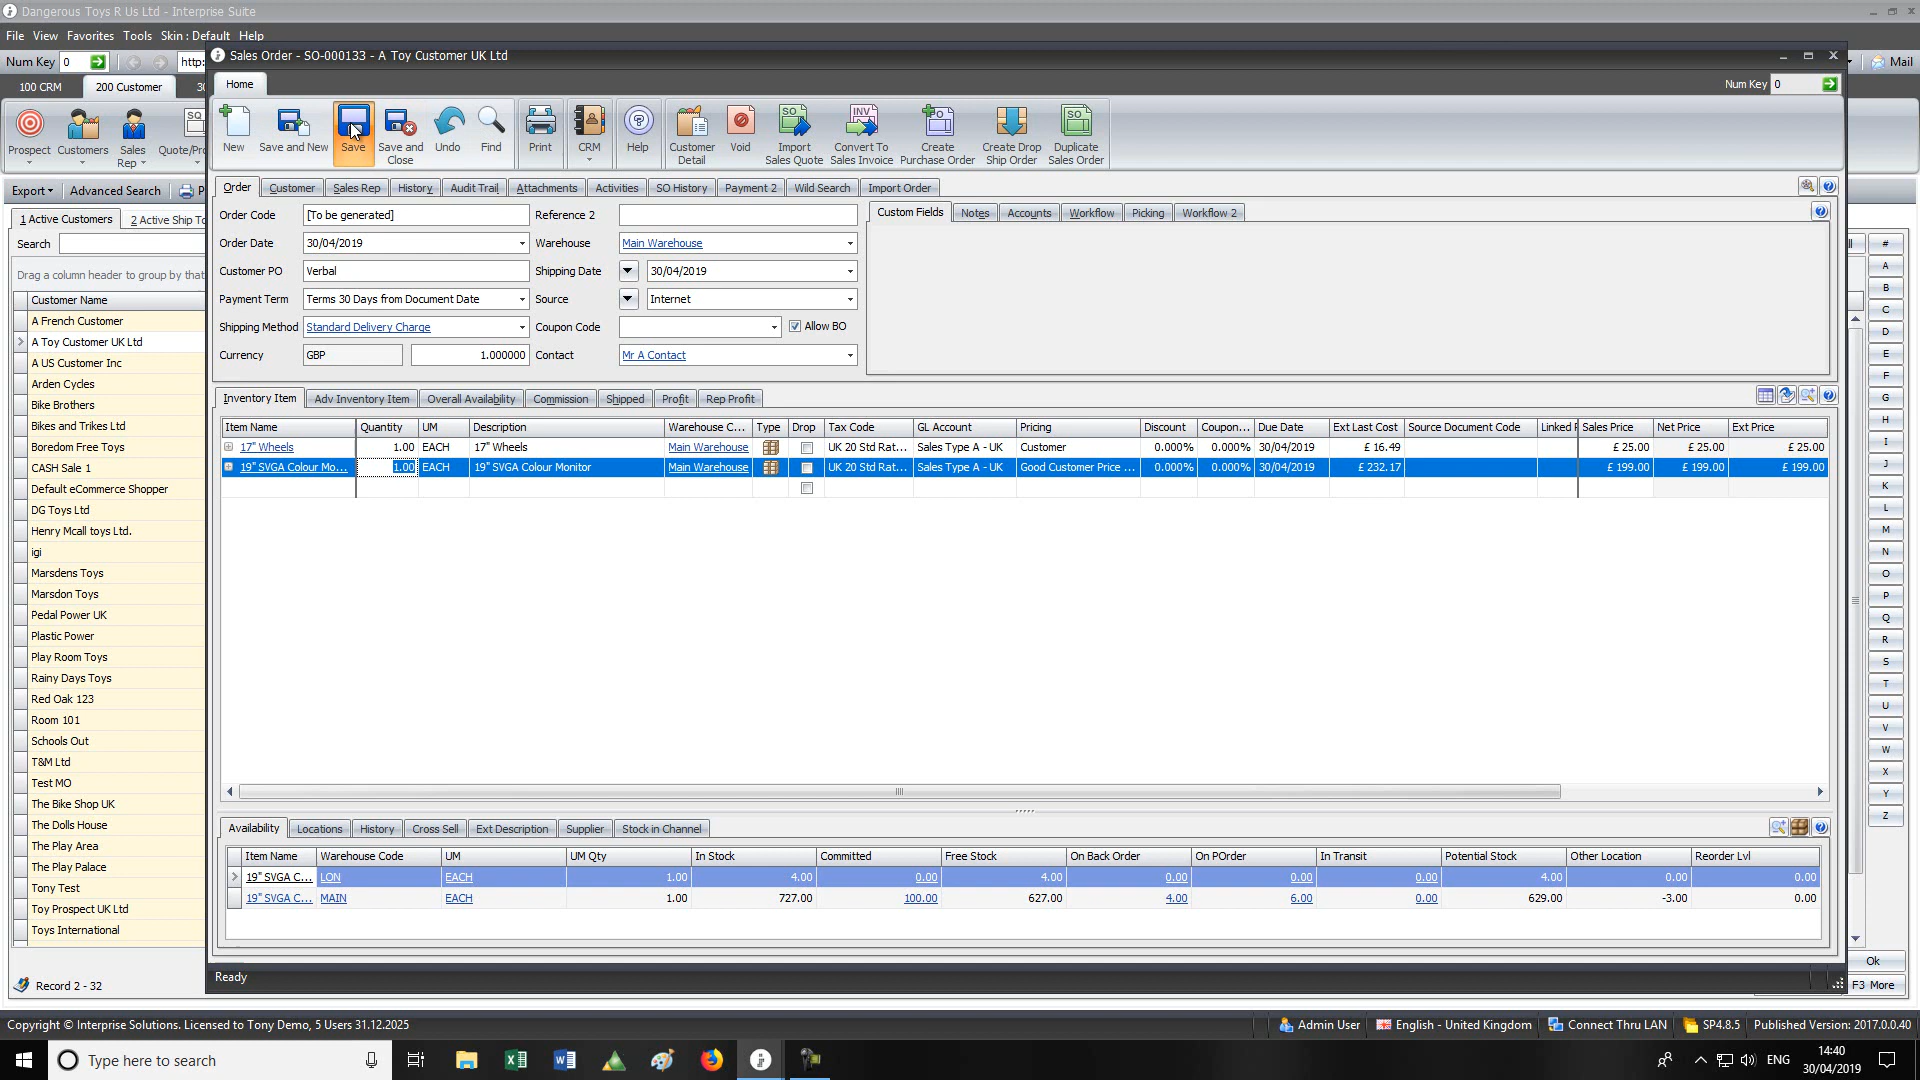 Dangerous Toys R Us Ltd - Interprise Suite
File View Favorites Tools Skin : Default Help
Sales Order - SO-000133 - A Toy Customer UK Ltd
Num Key 0 http: Mail
Home Num Key 0
100 CRM 200 Customer
Prospect Customers Sales Rep
New Save and New Save Save and Close Undo Find Print CRM Help Customer Detail Void Import Sales Quote Convert To Sales Invoice Create Purchase Order Create Drop Ship Order Duplicate Sales Order
Export Advanced Search
Order Customer Sales Rep History Audit Trail Attachments Activities SO History Payment 2 Wild Search Import Order
1 Active Customers
Search
Drag a column header to group by that
Customer Name
A French Customer
A Toy Customer UK Ltd
A US Customer Inc
Arden Cycles
Bike Brothers
Bikes and Trikes Ltd
Boredom Free Toys
CASH Sale 1
Default eCommerce Shopper
DG Toys Ltd
Henry Mcall toys Ltd.
igi
Marsdens Toys
Marsdon Toys
Pedal Power UK
Plastic Power
Play Room Toys
Rainy Days Toys
Red Oak 123
Room 101
Schools Out
T&M Ltd
Test MO
The Bike Shop UK
The Dolls House
The Play Area
The Play Palace
Tony Test
Toy Prospect UK Ltd
Toys International
Record 2 - 32
Order Code [To be generated] Reference 2
Order Date 30/04/2019 Warehouse Main Warehouse
Customer PO Verbal Shipping Date 30/04/2019
Payment Term Terms 30 Days from Document Date Source Internet
Shipping Method Standard Delivery Charge Coupon Code Allow BO
Currency GBP 1.000000 Contact Mr A Contact
Custom Fields Notes Accounts Workflow Picking Workflow 2
Inventory Item Adv Inventory Item Overall Availability Commission Shipped Profit Rep Profit
Item Name Quantity UM Description Warehouse C... Type Drop Tax Code GL Account Pricing Discount Coupon... Due Date Ext Last Cost Source Document Code Linked Sales Price Net Price Ext Price
17" Wheels 1.00 EACH 17" Wheels Main Warehouse UK 20 Std Rat... Sales Type A - UK Customer 0.000% 0.000% 30/04/2019 £ 16.49 £ 25.00 £ 25.00 £ 25.00
19" SVGA Colour Mo... 1.00 EACH 19" SVGA Colour Monitor Main Warehouse UK 20 Std Rat... Sales Type A - UK Good Customer Price ... 0.000% 0.000% 30/04/2019 £ 232.17 £ 199.00 £ 199.00 £ 199.00
Availability Locations History Cross Sell Ext Description Supplier Stock in Channel
Item Name Warehouse Code UM UM Qty In Stock Committed Free Stock On Back Order On POrder In Transit Potential Stock Other Location Reorder Lvl
19" SVGA C... LON EACH 1.00 4.00 0.00 4.00 0.00 0.00 0.00 4.00 0.00 0.00
19" SVGA C... MAIN EACH 1.00 727.00 100.00 627.00 4.00 6.00 0.00 629.00 -3.00 0.00
Ready
#
A
B
C
D
E
F
G
H
I
J
K
L
M
N
O
P
Q
R
S
T
U
V
W
X
Y
Z
Ok
F3 More
Copyright © Interprise Solutions. Licensed to Tony Demo, 5 Users 31.12.2025 Admin User English - United Kingdom Connect Thru LAN SP4.8.5 Published Version: 2017.0.0.40
Type here to search ENG 14:40
30/04/2019